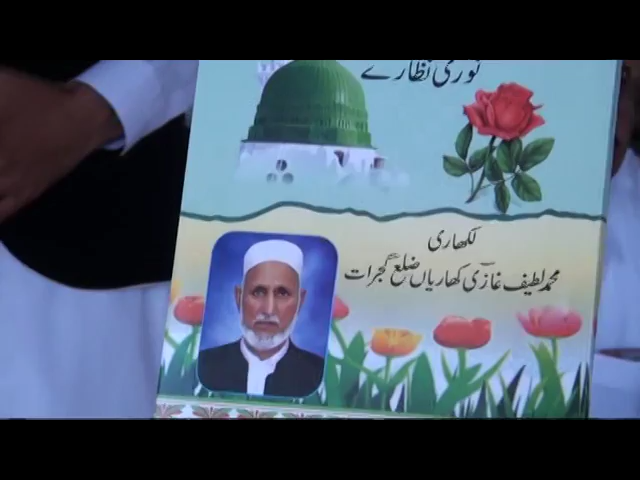 نوری نظارے
لکھاری
محمد لطیف غازی کھاریاں ضلع گجرات